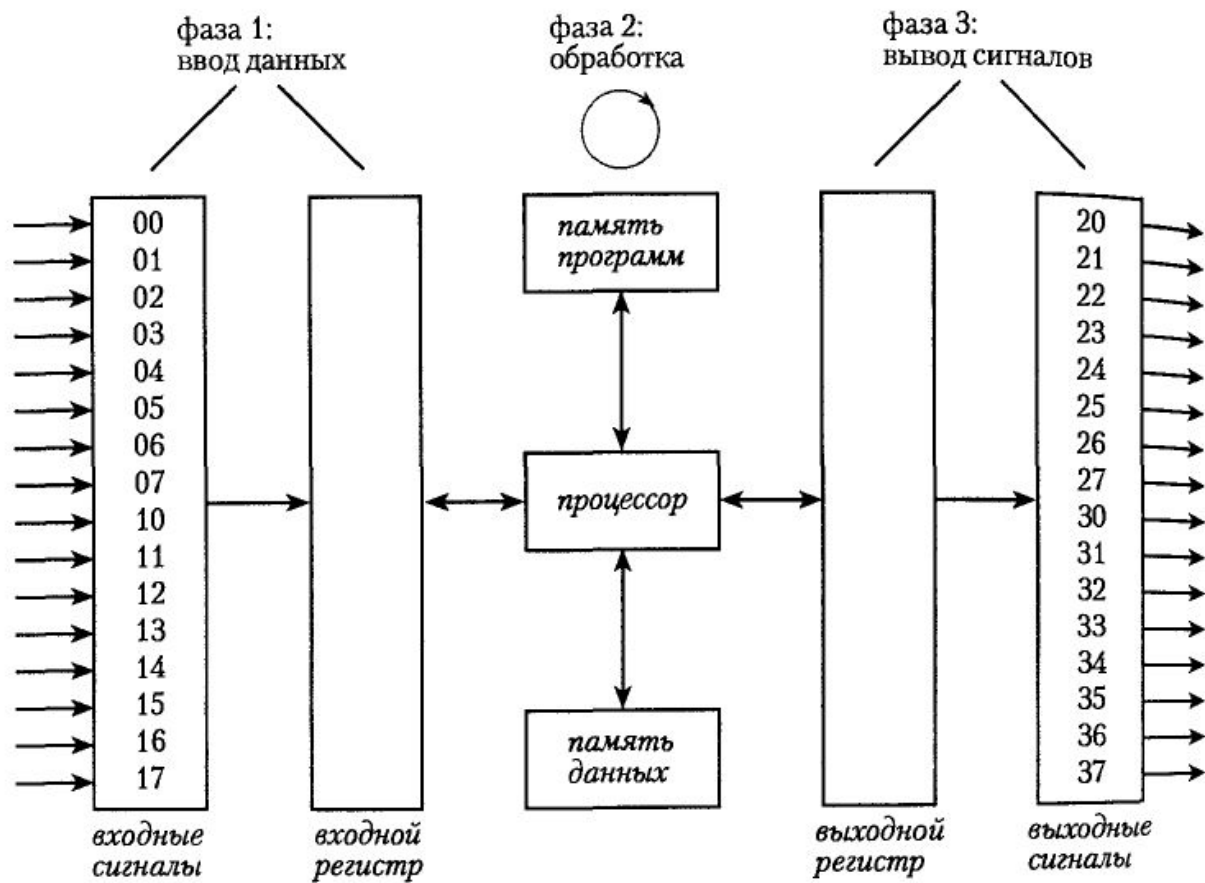 фаза 1:
ввод данных
фаза 2:
обработка
фаза 3:
вывод сигналов
00
01
02
03
04
05
06
07
10
11
12
13
14
15
16
17
входные
сигналы
входной
регистр
память
программ
процессор
память
данных
выходной
регистр
20
21
22
23
24
25
26
27
30
31
32
33
34
35
36
37
выходные
сигналы